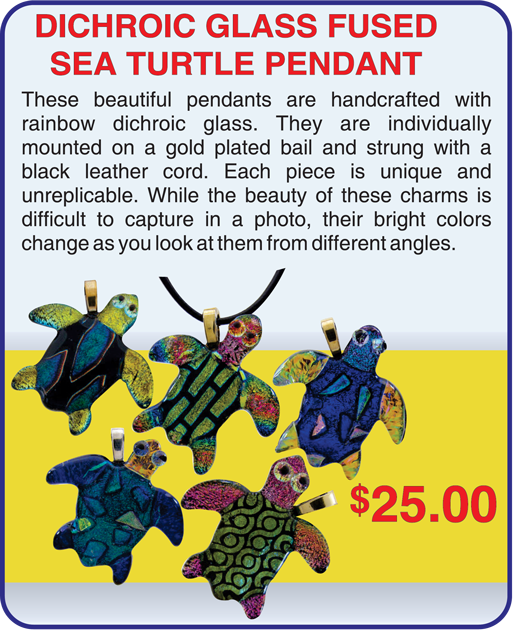 DICHROIC GLASS FUSED
SEA TURTLE PENDANT
These beautiful pendants are handcrafted with
rainbow dichroic glass. They are individually
mounted on a gold plated bail and strung with a
black leather cord. Each piece is unique and
unreplicable. While the beauty of these charms is
difficult to capture in a photo, their bright colors
change as you look at them from different angles.
$25.00